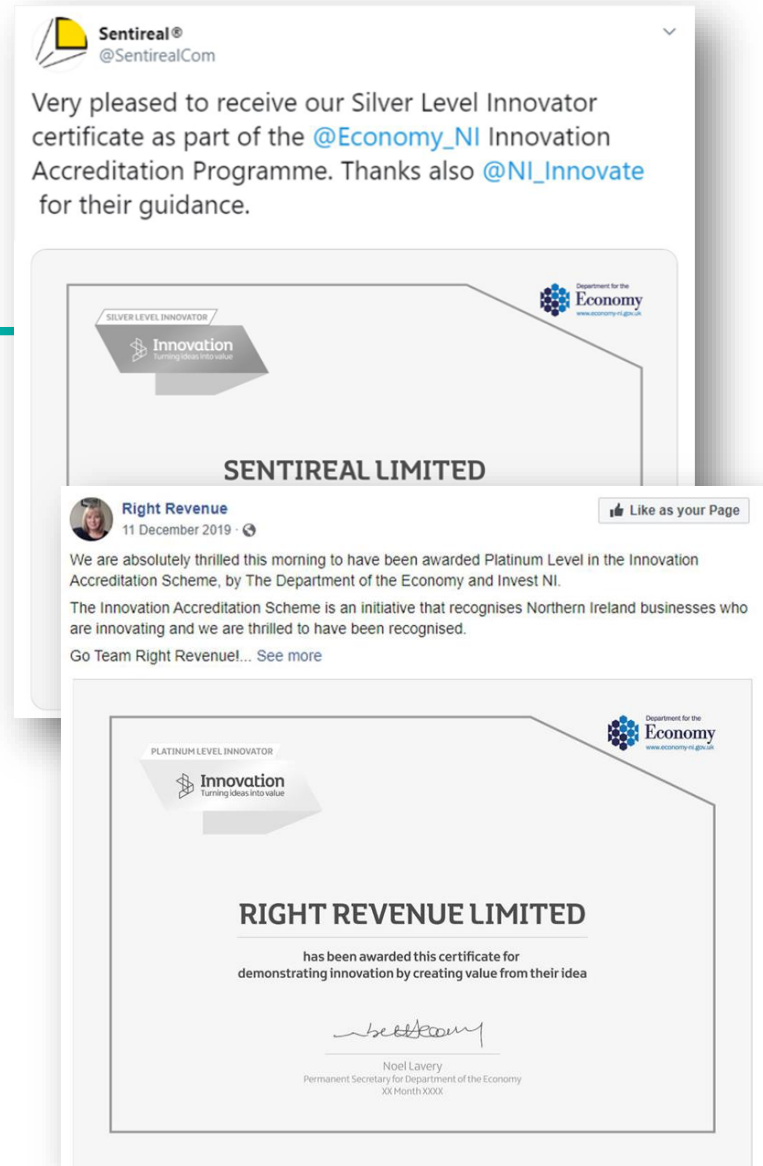 Sentireal®
@SentirealCom
Very pleased to receive our Silver Level Innovator
certificate as part of the @Economy_NI Innovation
Accreditation Programme. Thanks also @NI_Innovate
for their guidance.
SILVER LEVEL INNOVATOR
Innovation
Turning ideas into value
Department for the
Economy
www.economy-ni.gov.uk
SENTIREAL LIMITED
Right Revenue
11 December 2019 ·
Like as your Page
We are absolutely thrilled this morning to have been awarded Platinum Level in the Innovation
Accreditation Scheme, by The Department of the Economy and Invest NI.
The Innovation Accreditation Scheme is an initiative that recognises Northern Ireland businesses who
are innovating and we are thrilled to have been recognised.
Go Team Right Revenue!... See more
PLATINUM LEVEL INNOVATOR
Innovation
Turning ideas into value
Department for the
Economy
www.economy-ni.gov.uk
RIGHT REVENUE LIMITED
has been awarded this certificate for
demonstrating innovation by creating value from their idea
Noel Lavery
Permanent Secretary for Department of the Economy
XX Month XXXX